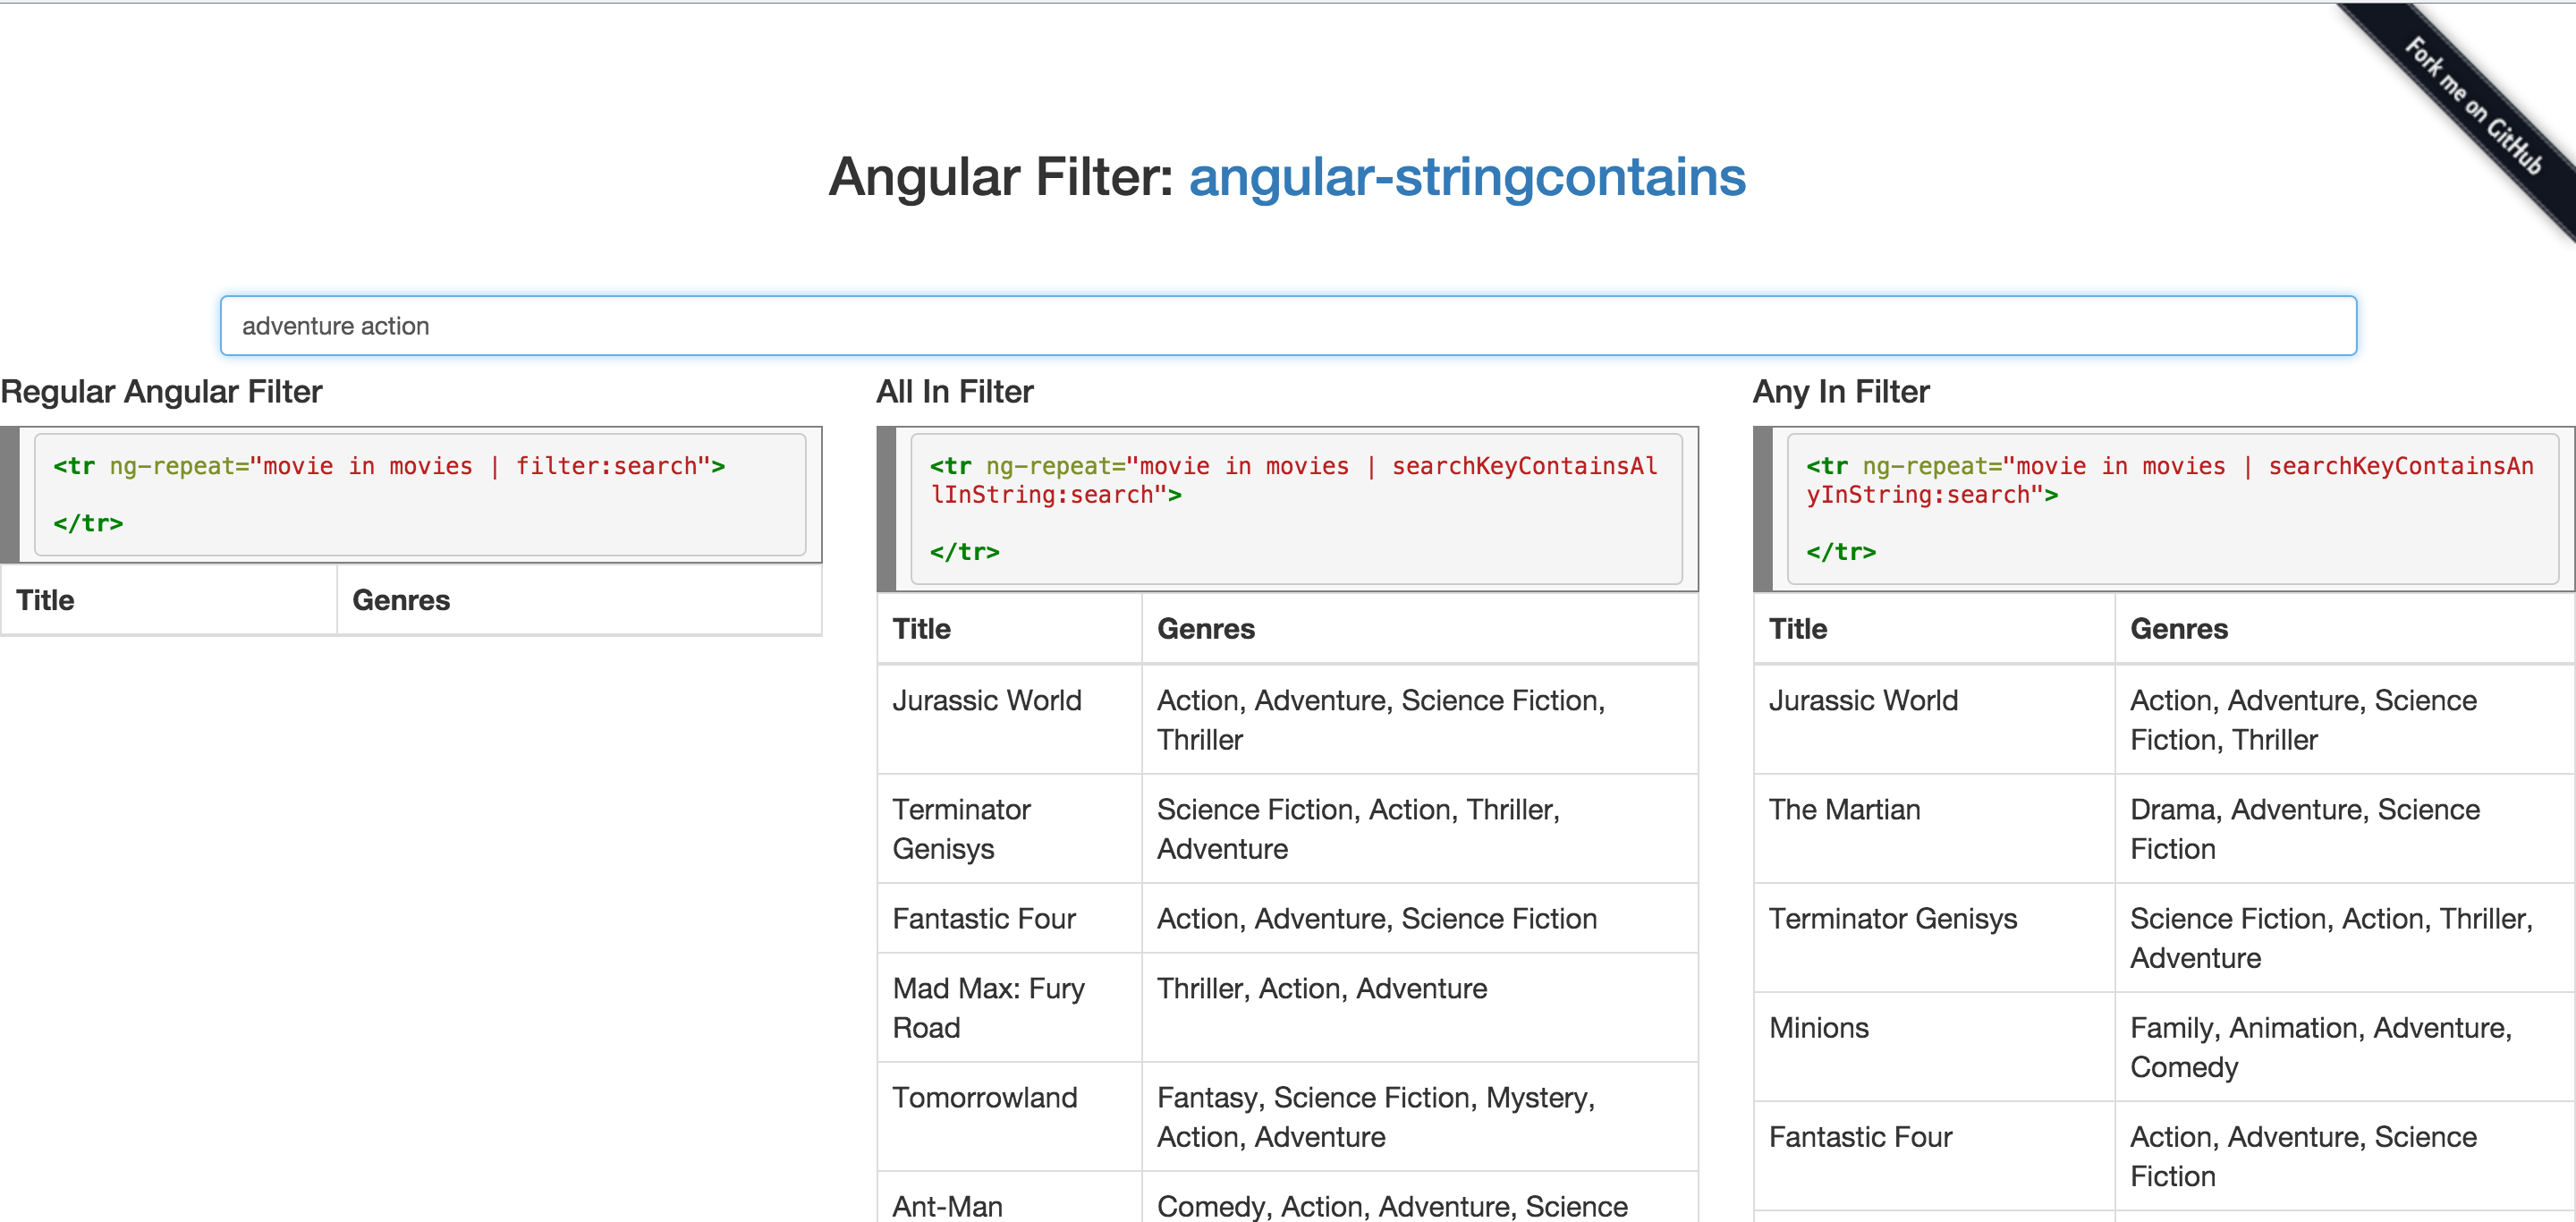 Fork me on GitHub
Angular Filter: angular-stringcontains
adventure action
Regular Angular Filter
<tr ng-repeat="movie in movies | filter:search">
</tr>
Title Genres
All In Filter
<tr ng-repeat="movie in movies | searchKeyContainsAl
lInString:search">
</tr>
Title Genres
Jurassic World Action, Adventure, Science Fiction,
Thriller
Terminator Science Fiction, Action, Thriller,
Genisys Adventure
Fantastic Four Action, Adventure, Science Fiction
Mad Max: Fury Thriller, Action, Adventure
Road
Tomorrowland Fantasy, Science Fiction, Mystery,
Action, Adventure
Ant-Man Comedy, Action, Adventure, Science
Any In Filter
<tr ng-repeat="movie in movies | searchKeyContainsAn
yInString:search">
</tr>
Title Genres
Jurassic World Action, Adventure, Science
Fiction, Thriller
The Martian Drama, Adventure, Science
Fiction
Terminator Genisys Science Fiction, Action, Thriller,
Adventure
Minions Family, Animation, Adventure,
Comedy
Fantastic Four Action, Adventure, Science
Fiction